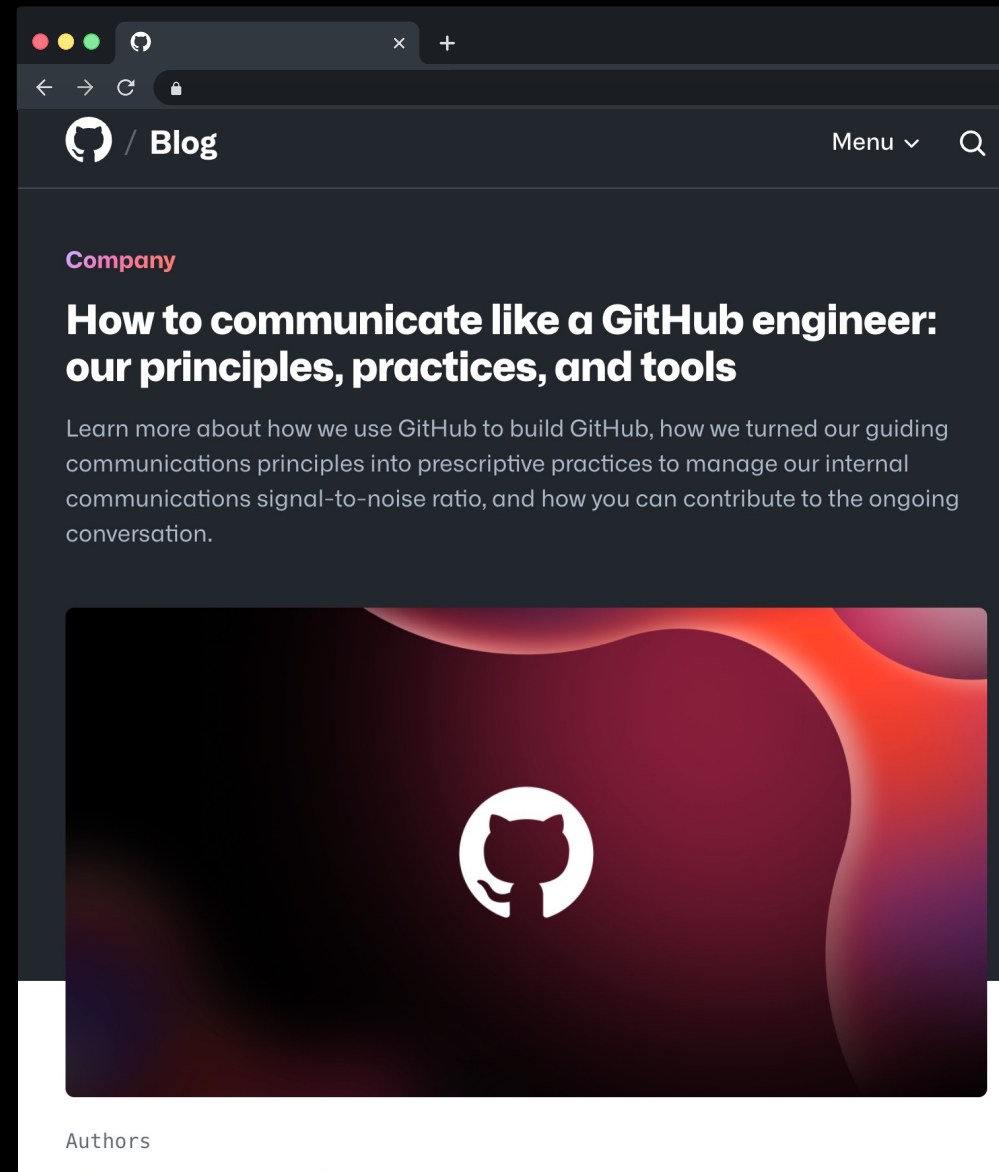 / Blog
Menu
Company
How to communicate like a GitHub engineer:
our principles, practices, and tools
Learn more about how we use GitHub to build GitHub, how we turned our guiding
communications principles into prescriptive practices to manage our internal
communications signal-to-noise ratio, and how you can contribute to the ongoing
conversation.
Authors